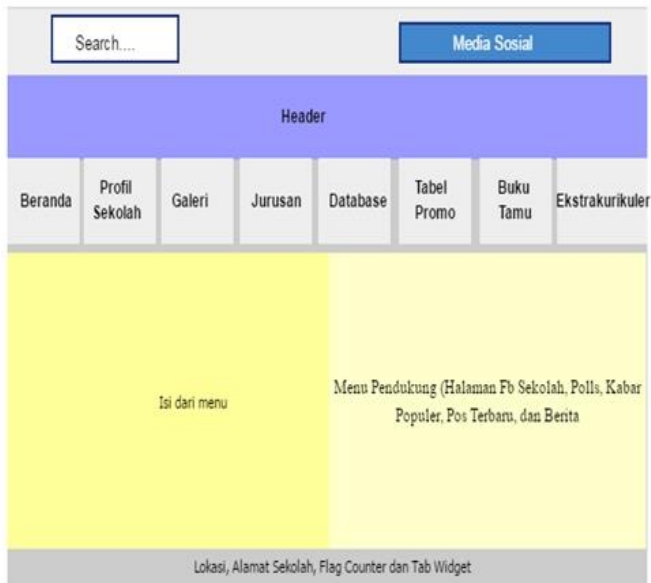 Search....
Media Sosial
Header
Beranda
Profil
Sekolah
Galeri
Jurusan
Database
Tabel
Promo
Buku
Tamu
Ekstrakurikuler
Isi dari menu
Menu Pendukung (Halaman Fb Sekolah, Polls, Kabar
Populer, Pos Terbaru, dan Berita
Lokasi, Alamat Sekolah, Flag Counter dan Tab Widget